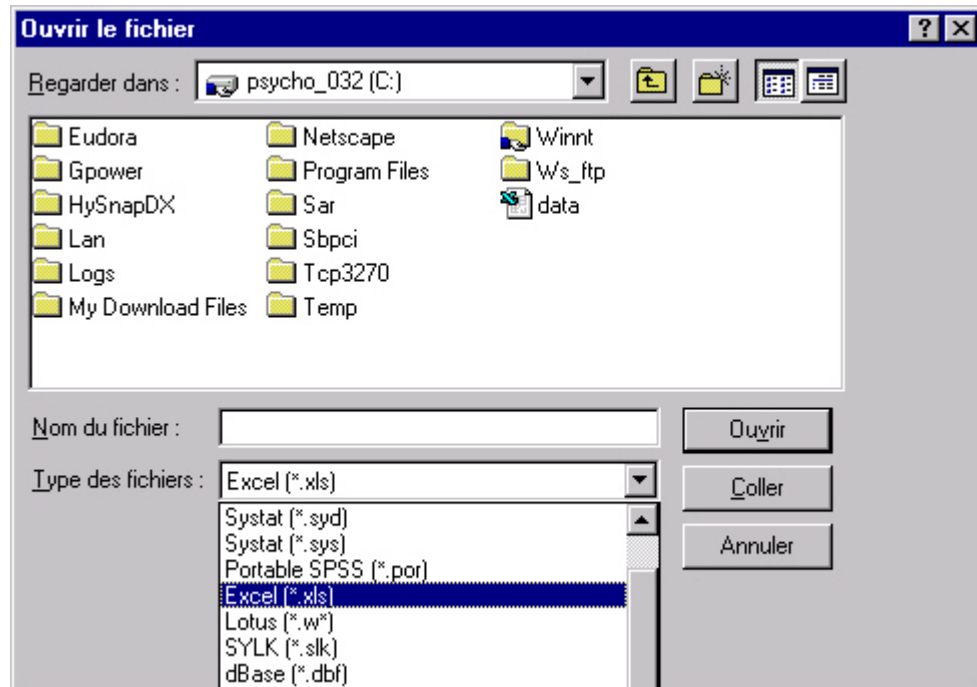 Ouvrir le fichier
Regarder dans : psycho_032 (C:)
Eudora Netscape Winnt
Gpower Program Files Ws_ftp
HySnapDX Sar data
Lan Sbpci
Logs Tcp3270
My Download Files Temp
Nom du fichier : Ouvrir
Type des fichiers : Excel (*.xls) Coller
Systat (*.syd)
Systat (*.sys) Annuler
Portable SPSS (*.por)
Excel (*.xls)
Lotus (*.w*)
SYLK (*.slk)
dBase (*.dbf)